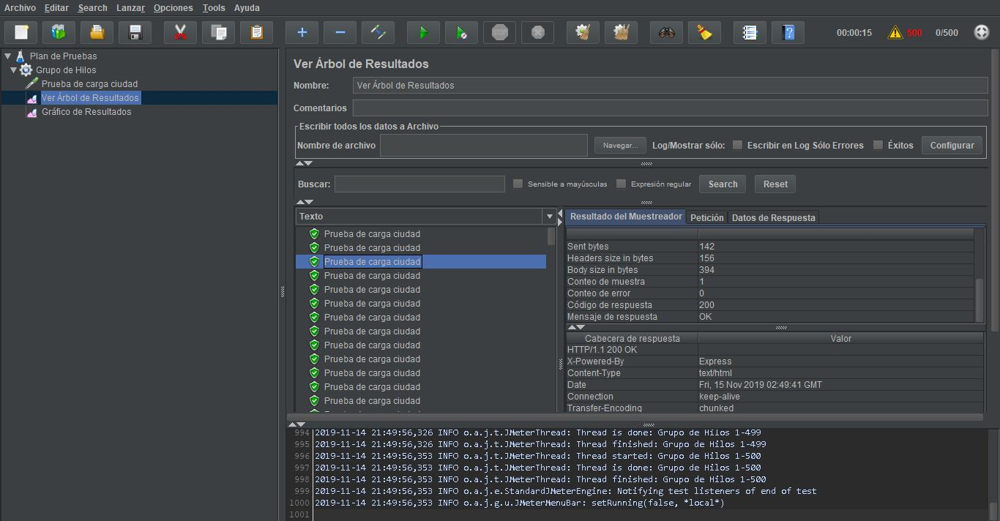 Archivo Editar Search Lanzar Opciones Tools Ayuda
STOP 00:00:15 500 0/500
Plan de Pruebas
Grupo de Hilos
Prueba de carga ciudad
Ver Árbol de Resultados
Gráfico de Resultados
Ver Árbol de Resultados
Nombre: Ver Árbol de Resultados
Comentarios
Escribir todos los datos a Archivo
Nombre de archivo Navegar... Log/Mostrar sólo: Escribir en Log Sólo Errores Éxitos Configurar
Buscar: Sensible a mayúsculas Expresión regular Search Reset
Texto
Prueba de carga ciudad
Prueba de carga ciudad
Prueba de carga ciudad
Prueba de carga ciudad
Prueba de carga ciudad
Prueba de carga ciudad
Prueba de carga ciudad
Prueba de carga ciudad
Prueba de carga ciudad
Prueba de carga ciudad
Prueba de carga ciudad
Prueba de carga ciudad
Prueba de carga ciudad
Resultado del Muestreador Petición Datos de Respuesta
Sent bytes 142
Headers size in bytes 156
Body size in bytes 394
Conteo de muestra 1
Conteo de error 0
Código de respuesta 200
Mensaje de respuesta OK
Cabecera de respuesta Valor
HTTP/1.1 200 OK
X-Powered-By Express
Content-Type text/html
Date Fri, 15 Nov 2019 02:49:41 GMT
Connection keep-alive
Transfer-Encoding chunked
994 2019-11-14 21:49:56,326 INFO o.a.j.t.JMeterThread: Thread is done: Grupo de Hilos 1-499
995 2019-11-14 21:49:56,326 INFO o.a.j.t.JMeterThread: Thread finished: Grupo de Hilos 1-499
996 2019-11-14 21:49:56,353 INFO o.a.j.t.JMeterThread: Thread started: Grupo de Hilos 1-500
997 2019-11-14 21:49:56,353 INFO o.a.j.t.JMeterThread: Thread is done: Grupo de Hilos 1-500
998 2019-11-14 21:49:56,353 INFO o.a.j.t.JMeterThread: Thread finished: Grupo de Hilos 1-500
999 2019-11-14 21:49:56,353 INFO o.a.j.e.StandardJMeterEngine: Notifying test listeners of end of test
1000 2019-11-14 21:49:56,353 INFO o.a.j.g.u.JMeterMenuBar: setRunning(false, *local*)
1001